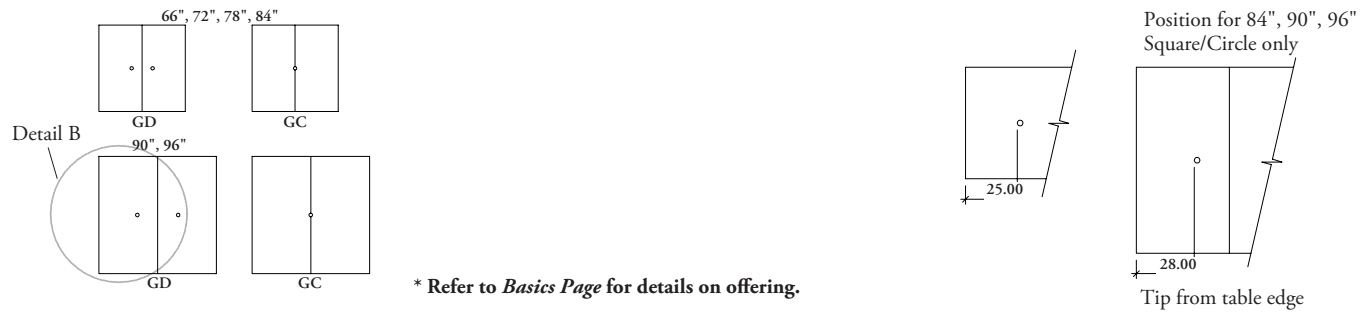 66", 72", 78", 84"
GD
GC
Detail B
90", 96"
GD
GC
* Refer to Basics Page for details on offering.
Position for 84", 90", 96"
Square/Circle only
25.00
28.00
Tip from table edge